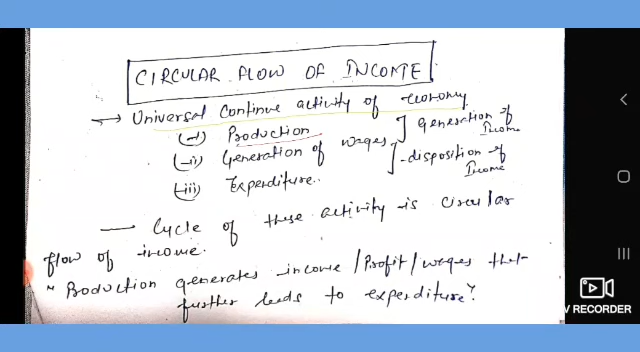 CIRCULAR FLOW OF INCOME
→ Universal continue activity of economy
(i) Production ] generation of Income
(ii) Generation of wages ] disposition of Income
(iii) Expenditure.
— Cycle of these activity is circular
flow of income.
"Production generates income / Profit / wages that
further leads to expenditure".
V RECORDER